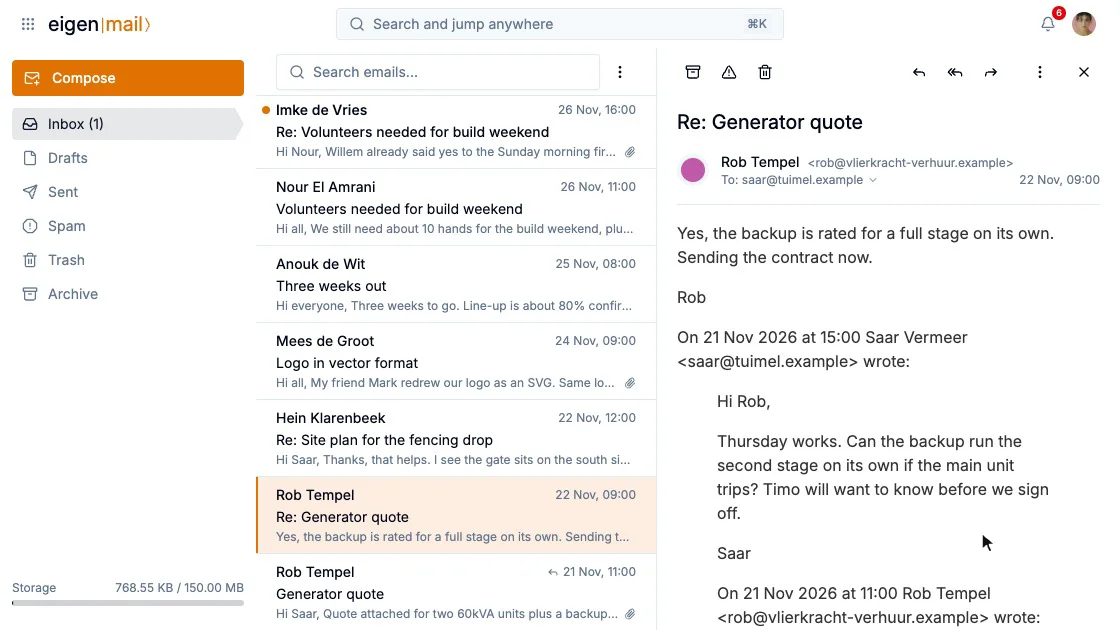 eigen|mail⟩
Search and jump anywhere ⌘K
6
Compose
Inbox (1)
Drafts
Sent
Spam
Trash
Archive
Storage 768.55 KB / 150.00 MB
Search emails...
Imke de Vries 26 Nov, 16:00
Re: Volunteers needed for build weekend
Hi Nour, Willem already said yes to the Sunday morning fir...
Nour El Amrani 26 Nov, 11:00
Volunteers needed for build weekend
Hi all, We still need about 10 hands for the build weekend, plu...
Anouk de Wit 25 Nov, 08:00
Three weeks out
Hi everyone, Three weeks to go. Line-up is about 80% confir...
Mees de Groot 24 Nov, 09:00
Logo in vector format
Hi all, My friend Mark redrew our logo as an SVG. Same lo...
Hein Klarenbeek 22 Nov, 12:00
Re: Site plan for the fencing drop
Hi Saar, Thanks, that helps. I see the gate sits on the south si...
Rob Tempel 22 Nov, 09:00
Re: Generator quote
Yes, the backup is rated for a full stage on its own. Sending t...
Rob Tempel 21 Nov, 11:00
Generator quote
Hi Saar, Quote attached for two 60kVA units plus a backup...
Re: Generator quote
Rob Tempel <rob@vlierkracht-verhuur.example>
To: saar@tuimel.example 22 Nov, 09:00
Yes, the backup is rated for a full stage on its own.
Sending the contract now.
Rob
On 21 Nov 2026 at 15:00 Saar Vermeer
<saar@tuimel.example> wrote:
Hi Rob,
Thursday works. Can the backup run the
second stage on its own if the main unit
trips? Timo will want to know before we sign
off.
Saar
On 21 Nov 2026 at 11:00 Rob Tempel
<rob@vlierkracht-verhuur.example> wrote: